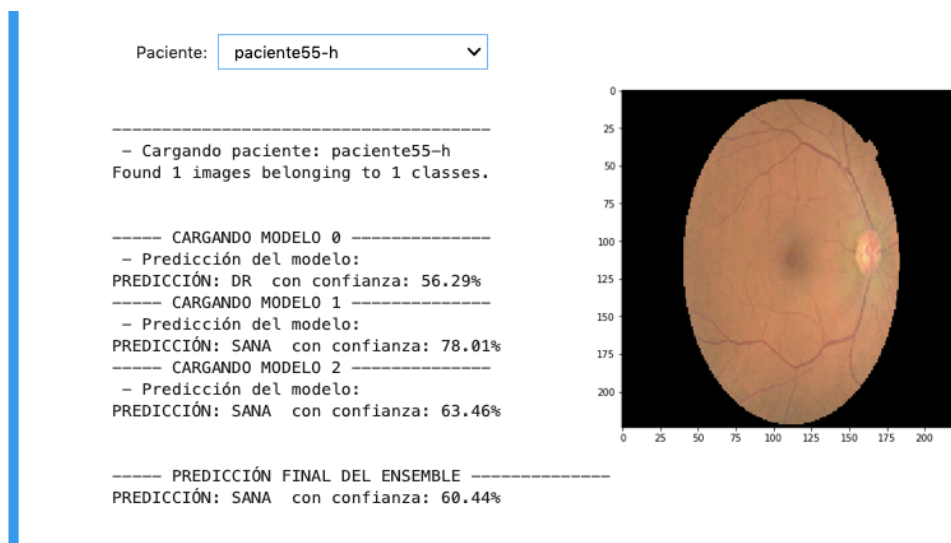 Paciente: paciente55-h
-------------------------------------
– Cargando paciente: paciente55-h
Found 1 images belonging to 1 classes.
----- CARGANDO MODELO 0 --------------
– Predicción del modelo:
PREDICCIÓN: DR con confianza: 56.29%
----- CARGANDO MODELO 1 --------------
– Predicción del modelo:
PREDICCIÓN: SANA con confianza: 78.01%
----- CARGANDO MODELO 2 --------------
– Predicción del modelo:
PREDICCIÓN: SANA con confianza: 63.46%
----- PREDICCIÓN FINAL DEL ENSEMBLE --------------
PREDICCIÓN: SANA con confianza: 60.44%
0
25
50
75
100
125
150
175
200
0 25 50 75 100 125 150 175 200